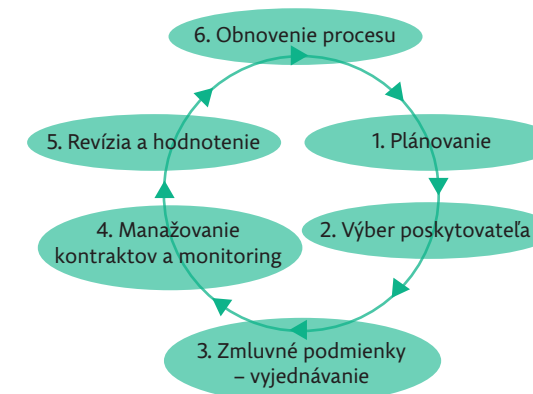 6. Obnovenie procesu
1. Plánovanie
2. Výber poskytovateľa
3. Zmluvné podmienky
– vyjednávanie
4. Manažovanie
kontraktov a monitoring
5. Revízia a hodnotenie